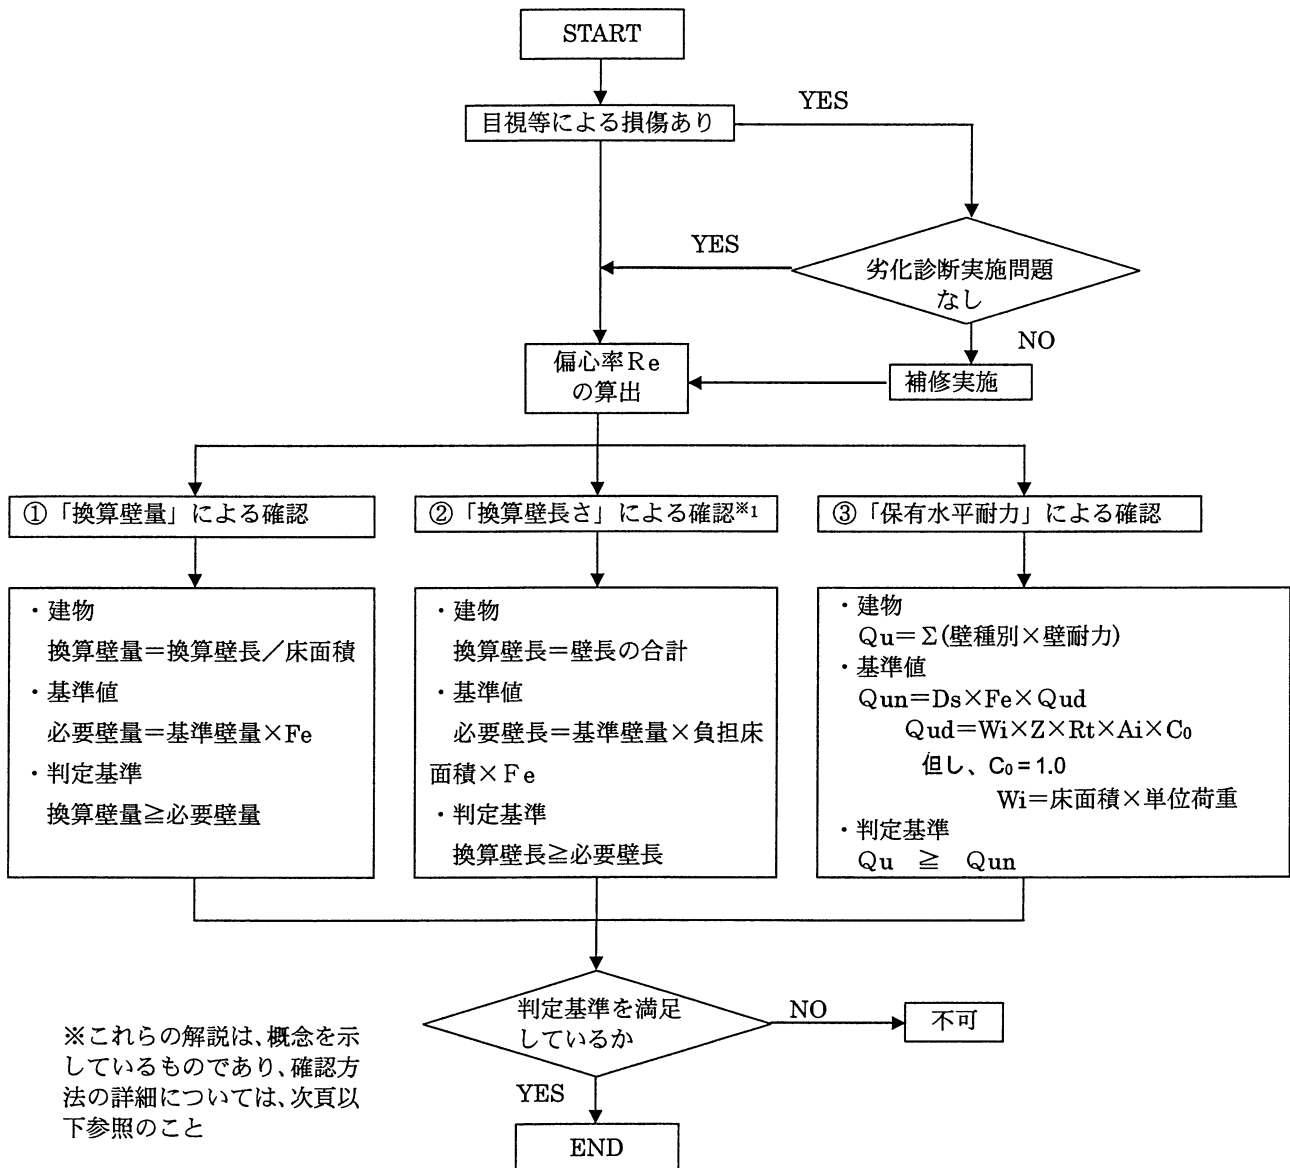 START
目視等による損傷あり
YES
YES
劣化診断実施問題
なし
NO
偏心率Re
の算出
補修実施
①「換算壁量」による確認
・建物
換算壁量＝換算壁長／床面積
・基準値
必要壁量＝基準壁量×Fe
・判定基準
換算壁量≧必要壁量
②「換算壁長さ」による確認※1
・建物
換算壁長＝壁長の合計
・基準値
必要壁長＝基準壁量×負担床
面積×Fe
・判定基準
換算壁長≧必要壁長
③「保有水平耐力」による確認
・建物
Qu＝Σ(壁種別×壁耐力)
・基準値
Qun＝Ds×Fe×Qud
Qud＝Wi×Z×Rt×Ai×C₀
但し、C₀＝1.0
Wi＝床面積×単位荷重
・判定基準
Qu ≧ Qun
判定基準を満足
しているか
NO
不可
YES
END
※これらの解説は、概念を示
しているものであり、確認方
法の詳細については、次頁以
下参照のこと